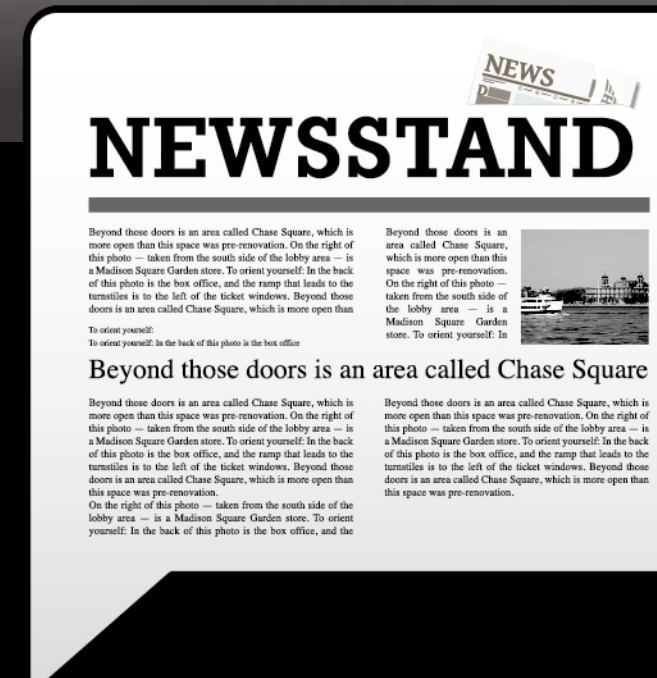 NEWS
D
NEWSSTAND
Beyond those doors is an area called Chase Square, which is
more open than this space was pre-renovation. On the right of
this photo — taken from the south side of the lobby area — is
a Madison Square Garden store. To orient yourself: In the back
of this photo is the box office, and the ramp that leads to the
turnstiles is to the left of the ticket windows. Beyond those
doors is an area called Chase Square, which is more open than
To orient yourself:
To orient yourself: In the back of this photo is the box office
Beyond those doors is an
area called Chase Square,
which is more open than this
space was pre-renovation.
On the right of this photo —
taken from the south side of
the lobby area — is a
Madison Square Garden
store. To orient yourself: In
Beyond those doors is an area called Chase Square
Beyond those doors is an area called Chase Square, which is
more open than this space was pre-renovation. On the right of
this photo — taken from the south side of the lobby area — is
a Madison Square Garden store. To orient yourself: In the back
of this photo is the box office, and the ramp that leads to the
turnstiles is to the left of the ticket windows. Beyond those
doors is an area called Chase Square, which is more open than
this space was pre-renovation.
On the right of this photo — taken from the south side of the
lobby area — is a Madison Square Garden store. To orient
yourself: In the back of this photo is the box office, and the
Beyond those doors is an area called Chase Square, which is
more open than this space was pre-renovation. On the right of
this photo — taken from the south side of the lobby area — is
a Madison Square Garden store. To orient yourself: In the back
of this photo is the box office, and the ramp that leads to the
turnstiles is to the left of the ticket windows. Beyond those
doors is an area called Chase Square, which is more open than
this space was pre-renovation.